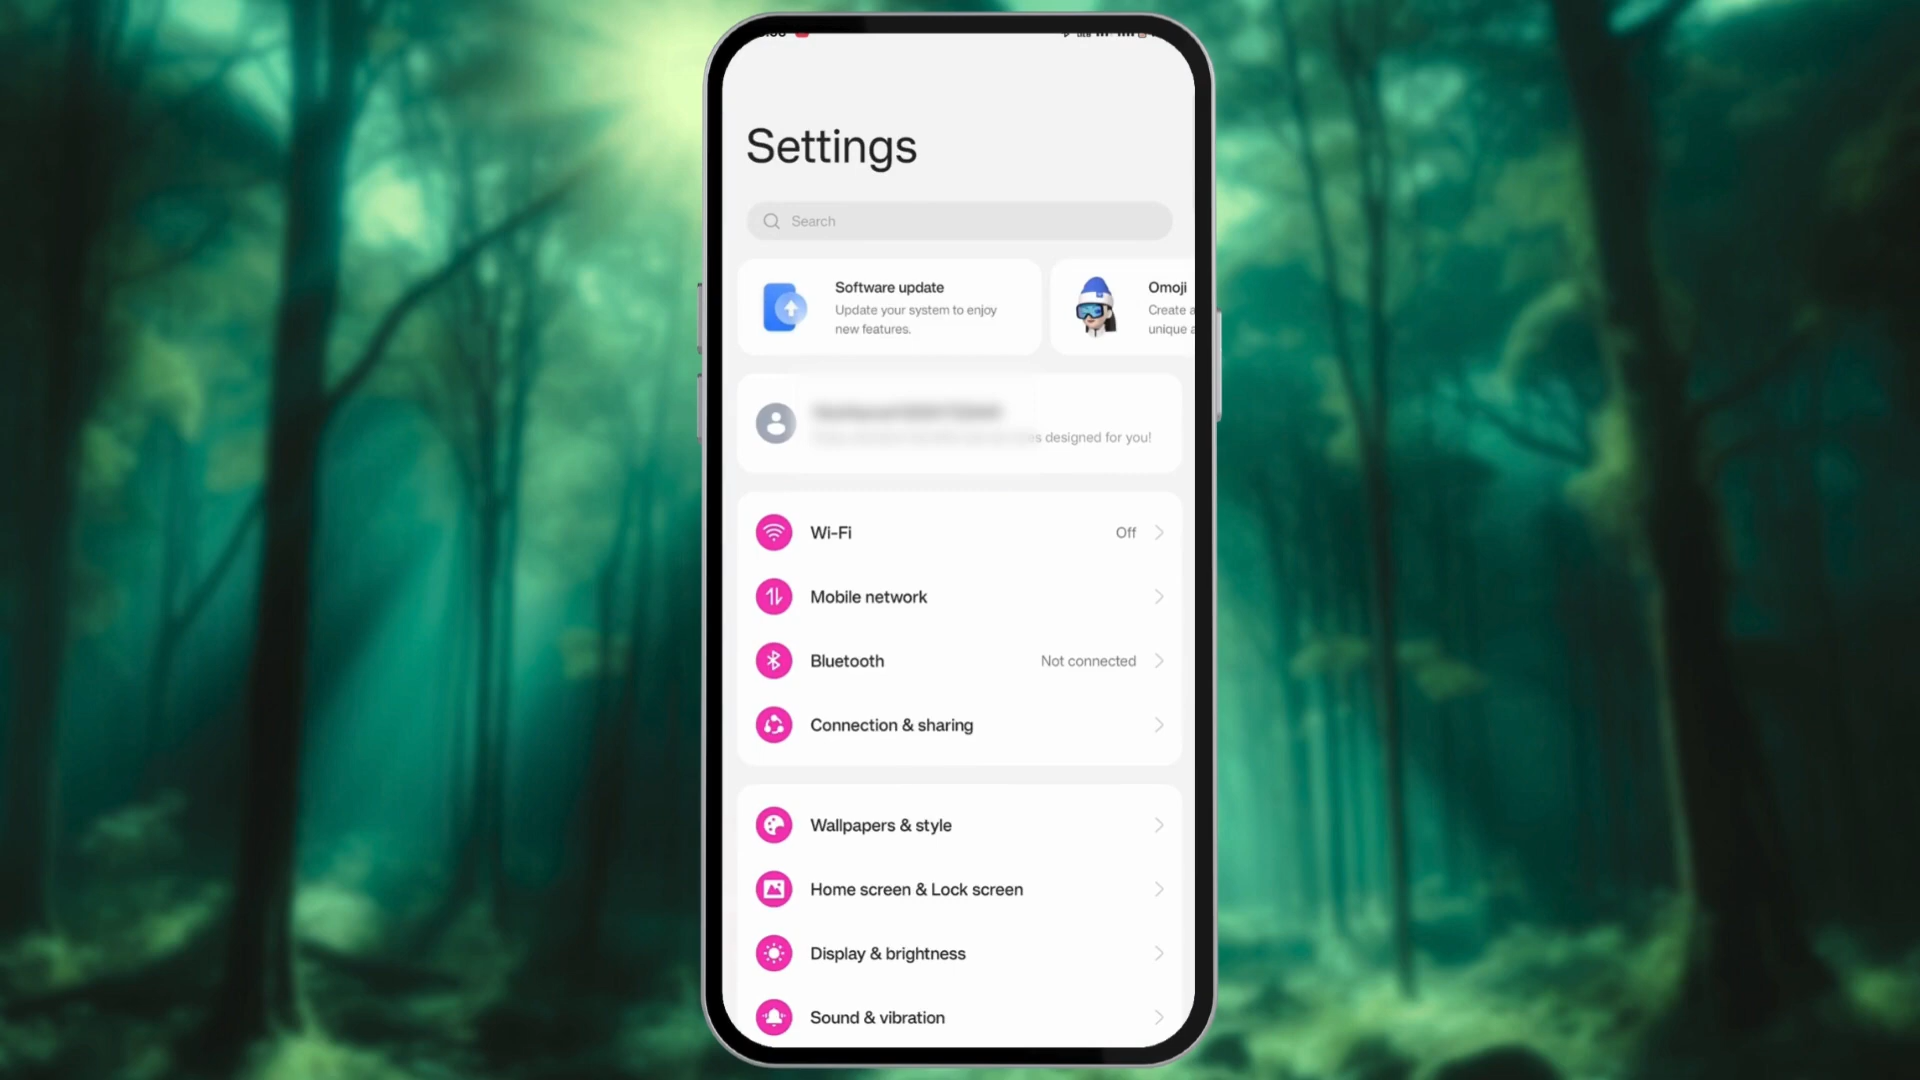 Settings
Search
Software update
Update your system to enjoy
new features.
Omoji
Create a
unique a
designed for you!
Wi-Fi
Off
Mobile network
Bluetooth
Not connected
Connection & sharing
Wallpapers & style
Home screen & Lock screen
Display & brightness
Sound & vibration